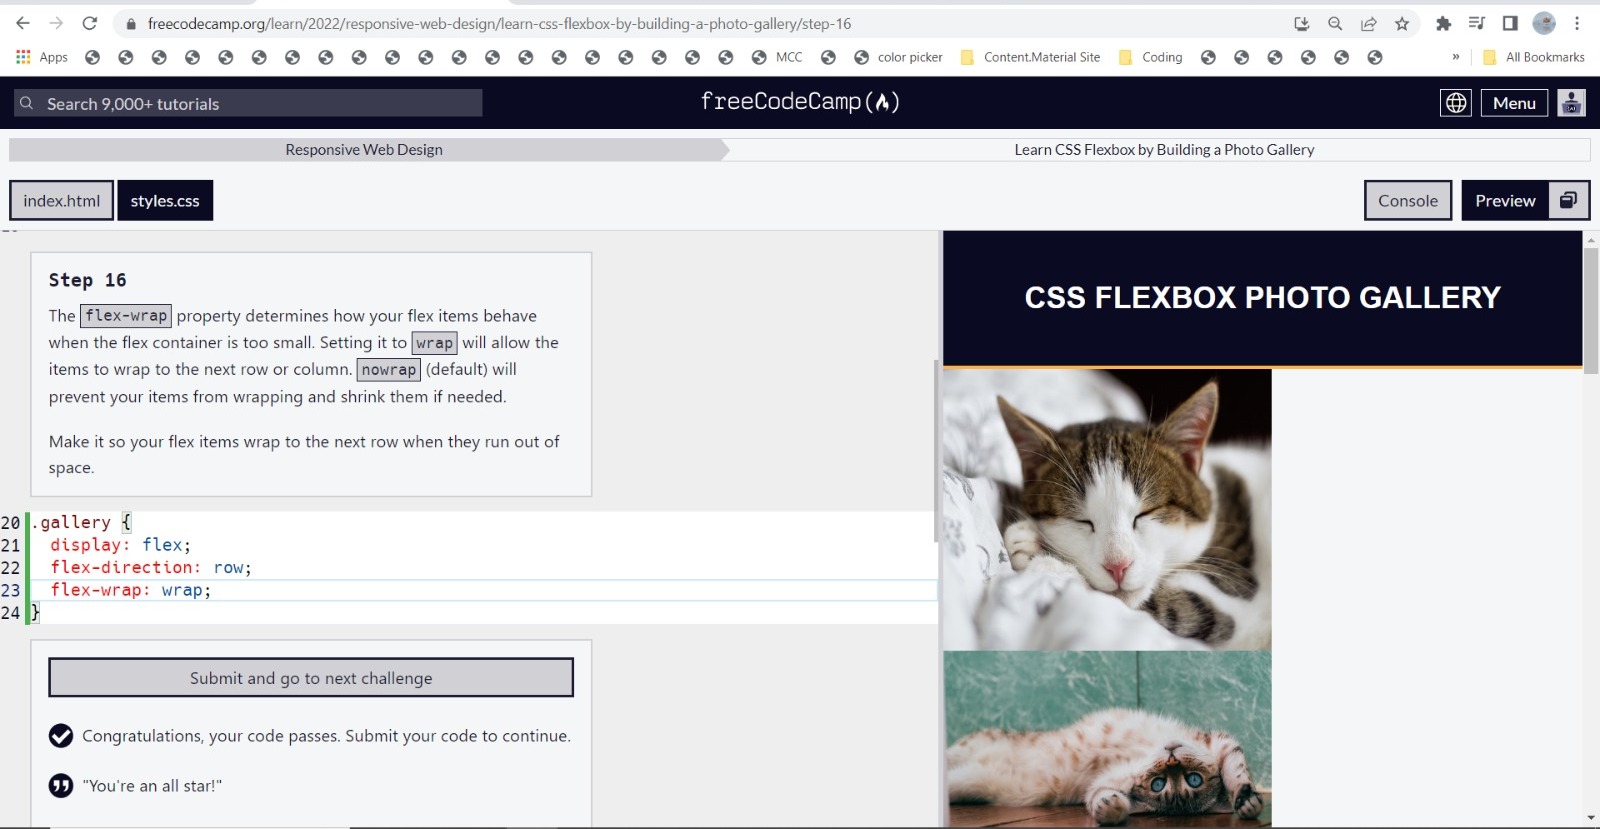 freecodecamp.org/learn/2022/responsive-web-design/learn-css-flexbox-by-building-a-photo-gallery/step-16
Apps MCC color picker Content.Material Site Coding » All Bookmarks
Search 9,000+ tutorials freeCodeCamp Menu
Responsive Web Design Learn CSS Flexbox by Building a Photo Gallery
index.html styles.css Console Preview
Step 16
The flex-wrap property determines how your flex items behave
when the flex container is too small. Setting it to wrap will allow the
items to wrap to the next row or column. nowrap (default) will
prevent your items from wrapping and shrink them if needed.
Make it so your flex items wrap to the next row when they run out of
space.
20 .gallery {
21 display: flex;
22 flex-direction: row;
23 flex-wrap: wrap;
24 }
Submit and go to next challenge
Congratulations, your code passes. Submit your code to continue.
"You're an all star!"
CSS FLEXBOX PHOTO GALLERY